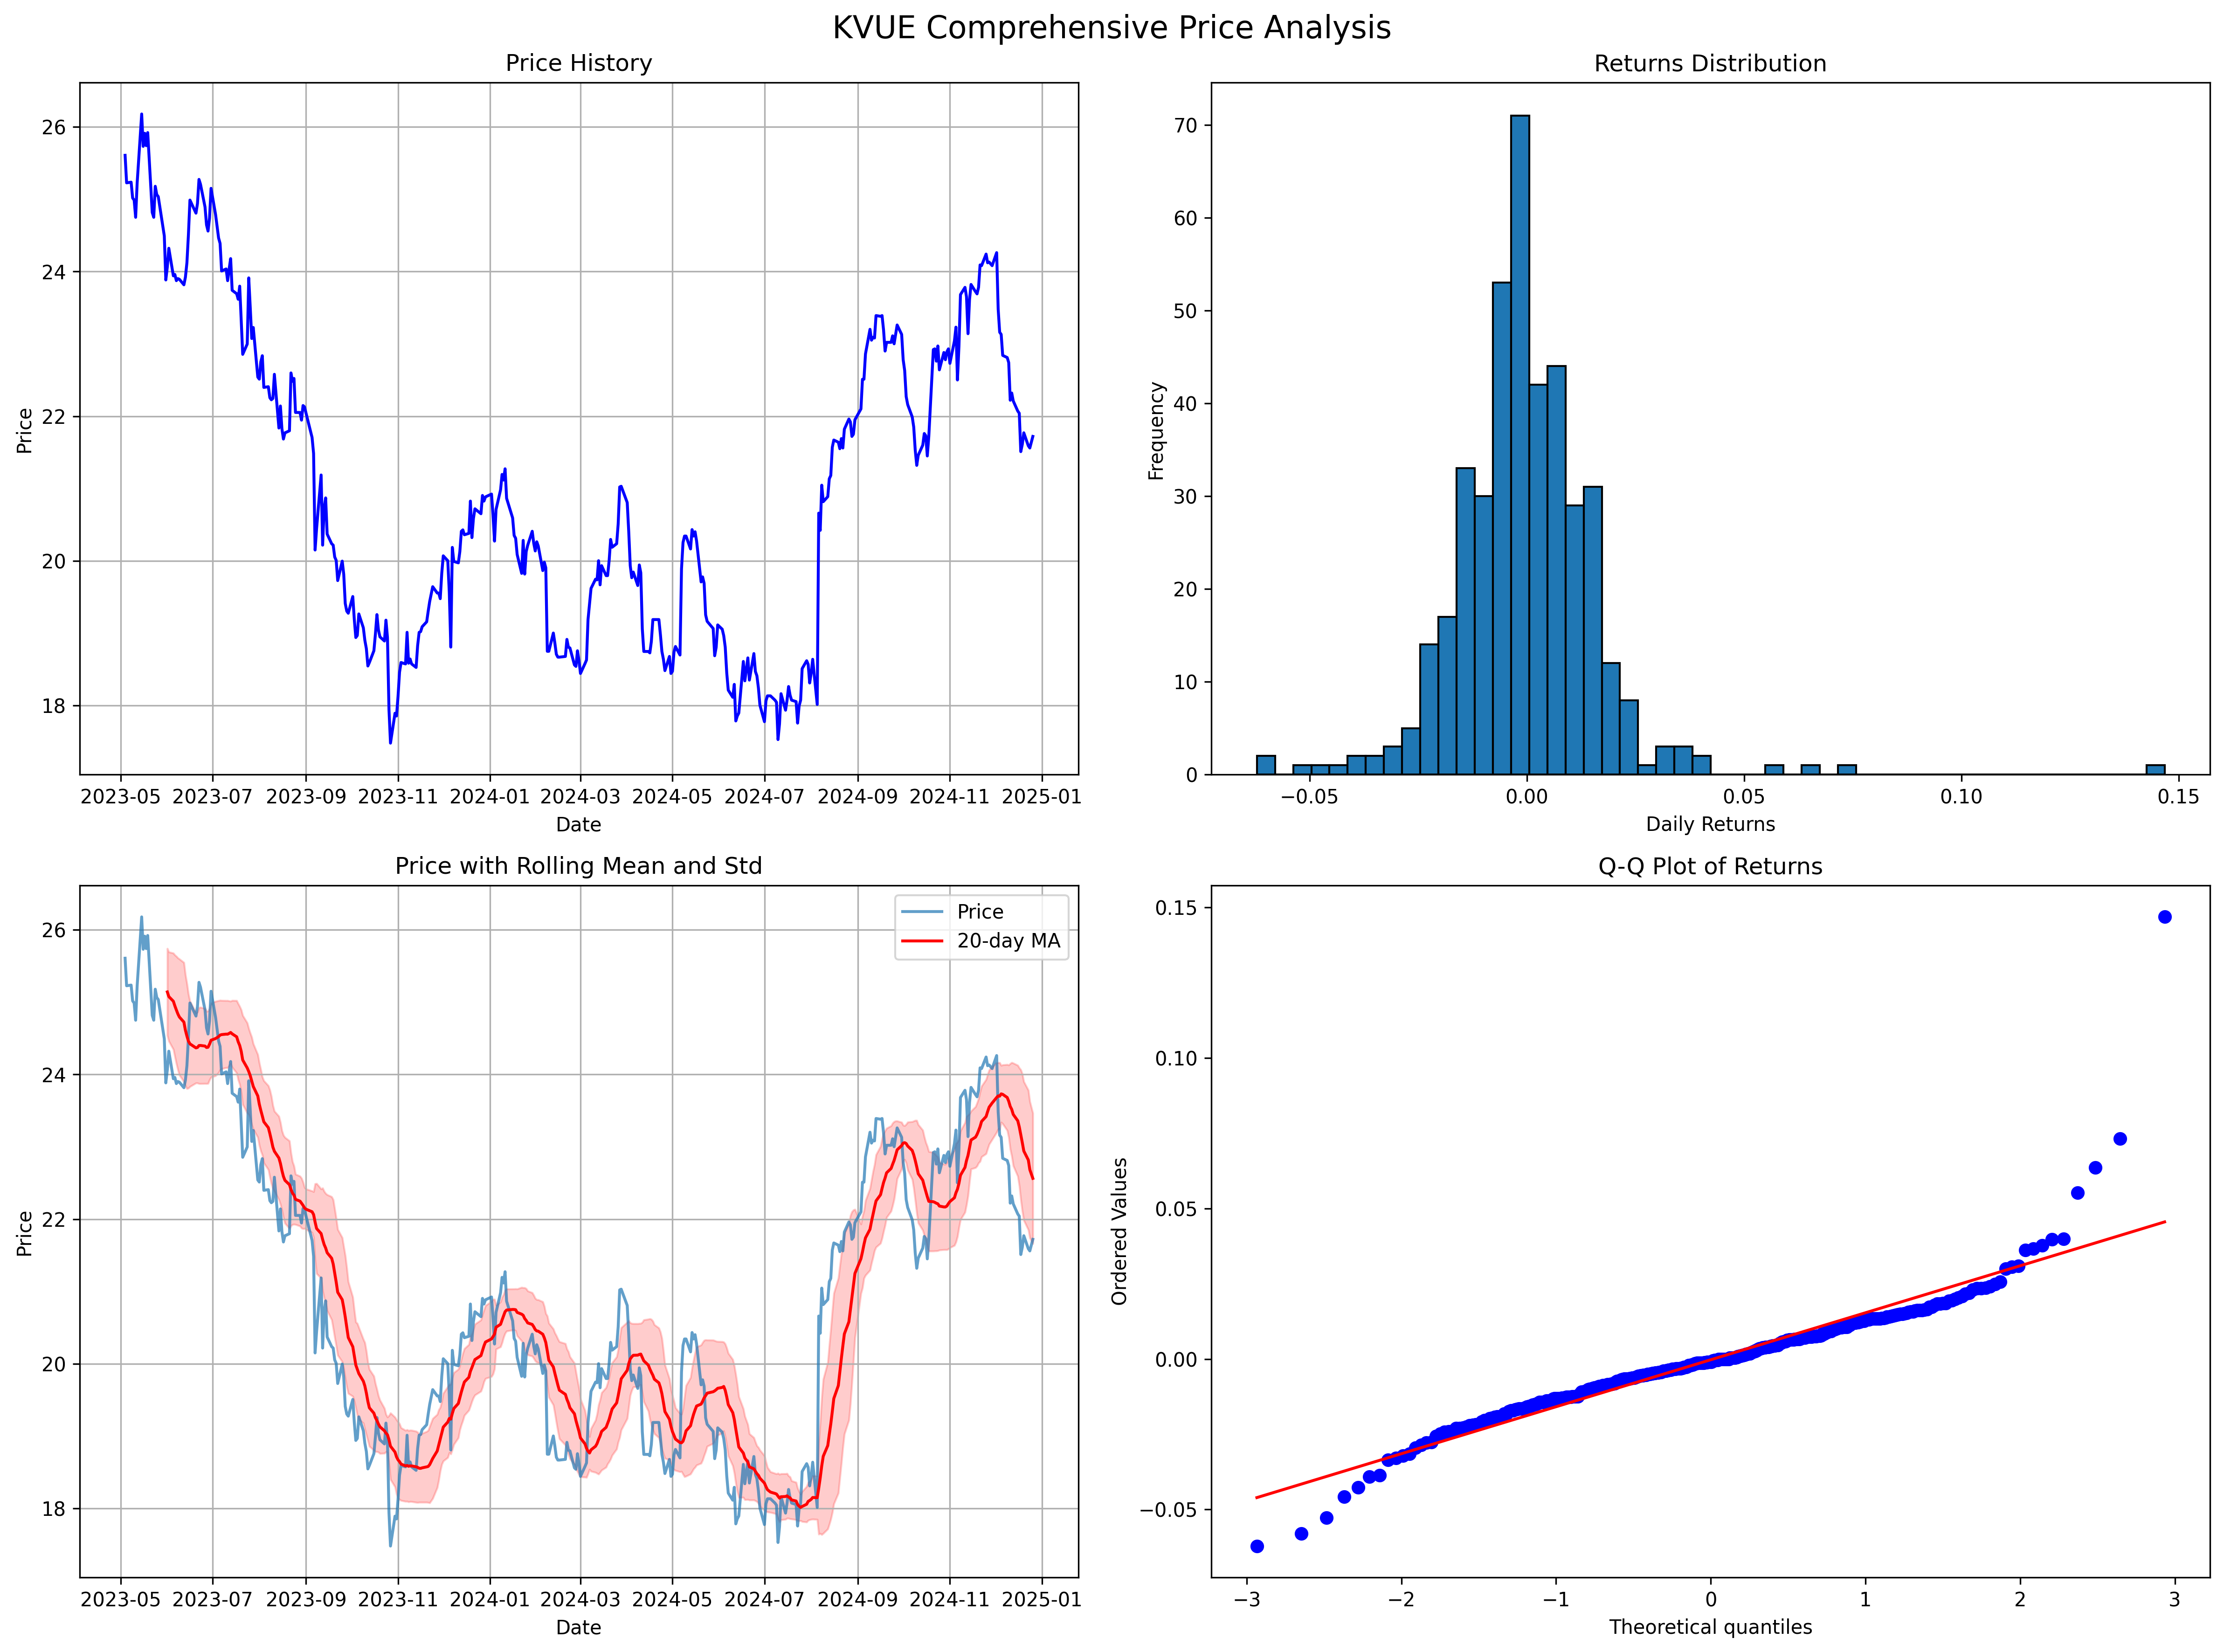 KVUE Comprehensive Price Analysis
Price History
26
24
22
20
18
Price
2023-05 2023-07 2023-09 2023-11 2024-01 2024-03 2024-05 2024-07 2024-09 2024-11 2025-01
Date
Returns Distribution
70
60
50
40
30
20
10
0
Frequency
−0.05 0.00 0.05 0.10 0.15
Daily Returns
Price with Rolling Mean and Std
Price
20-day MA
26
24
22
20
18
Price
2023-05 2023-07 2023-09 2023-11 2024-01 2024-03 2024-05 2024-07 2024-09 2024-11 2025-01
Date
Q-Q Plot of Returns
0.15
0.10
0.05
0.00
−0.05
Ordered Values
−3 −2 −1 0 1 2 3
Theoretical quantiles